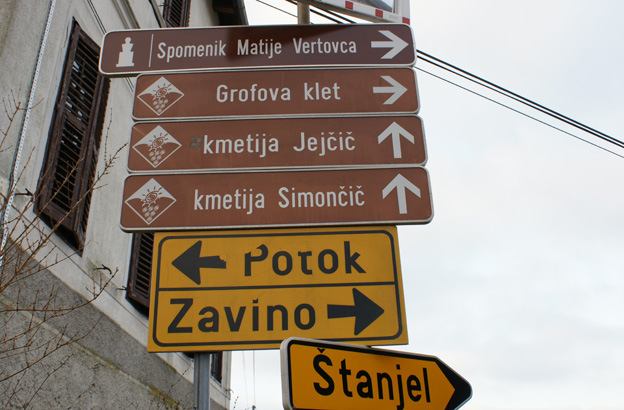 Spomenik Matije Vertovca
Grofova klet
kmetija Jejčič
kmetija Simončič
Potok
Zavino
Štanjel